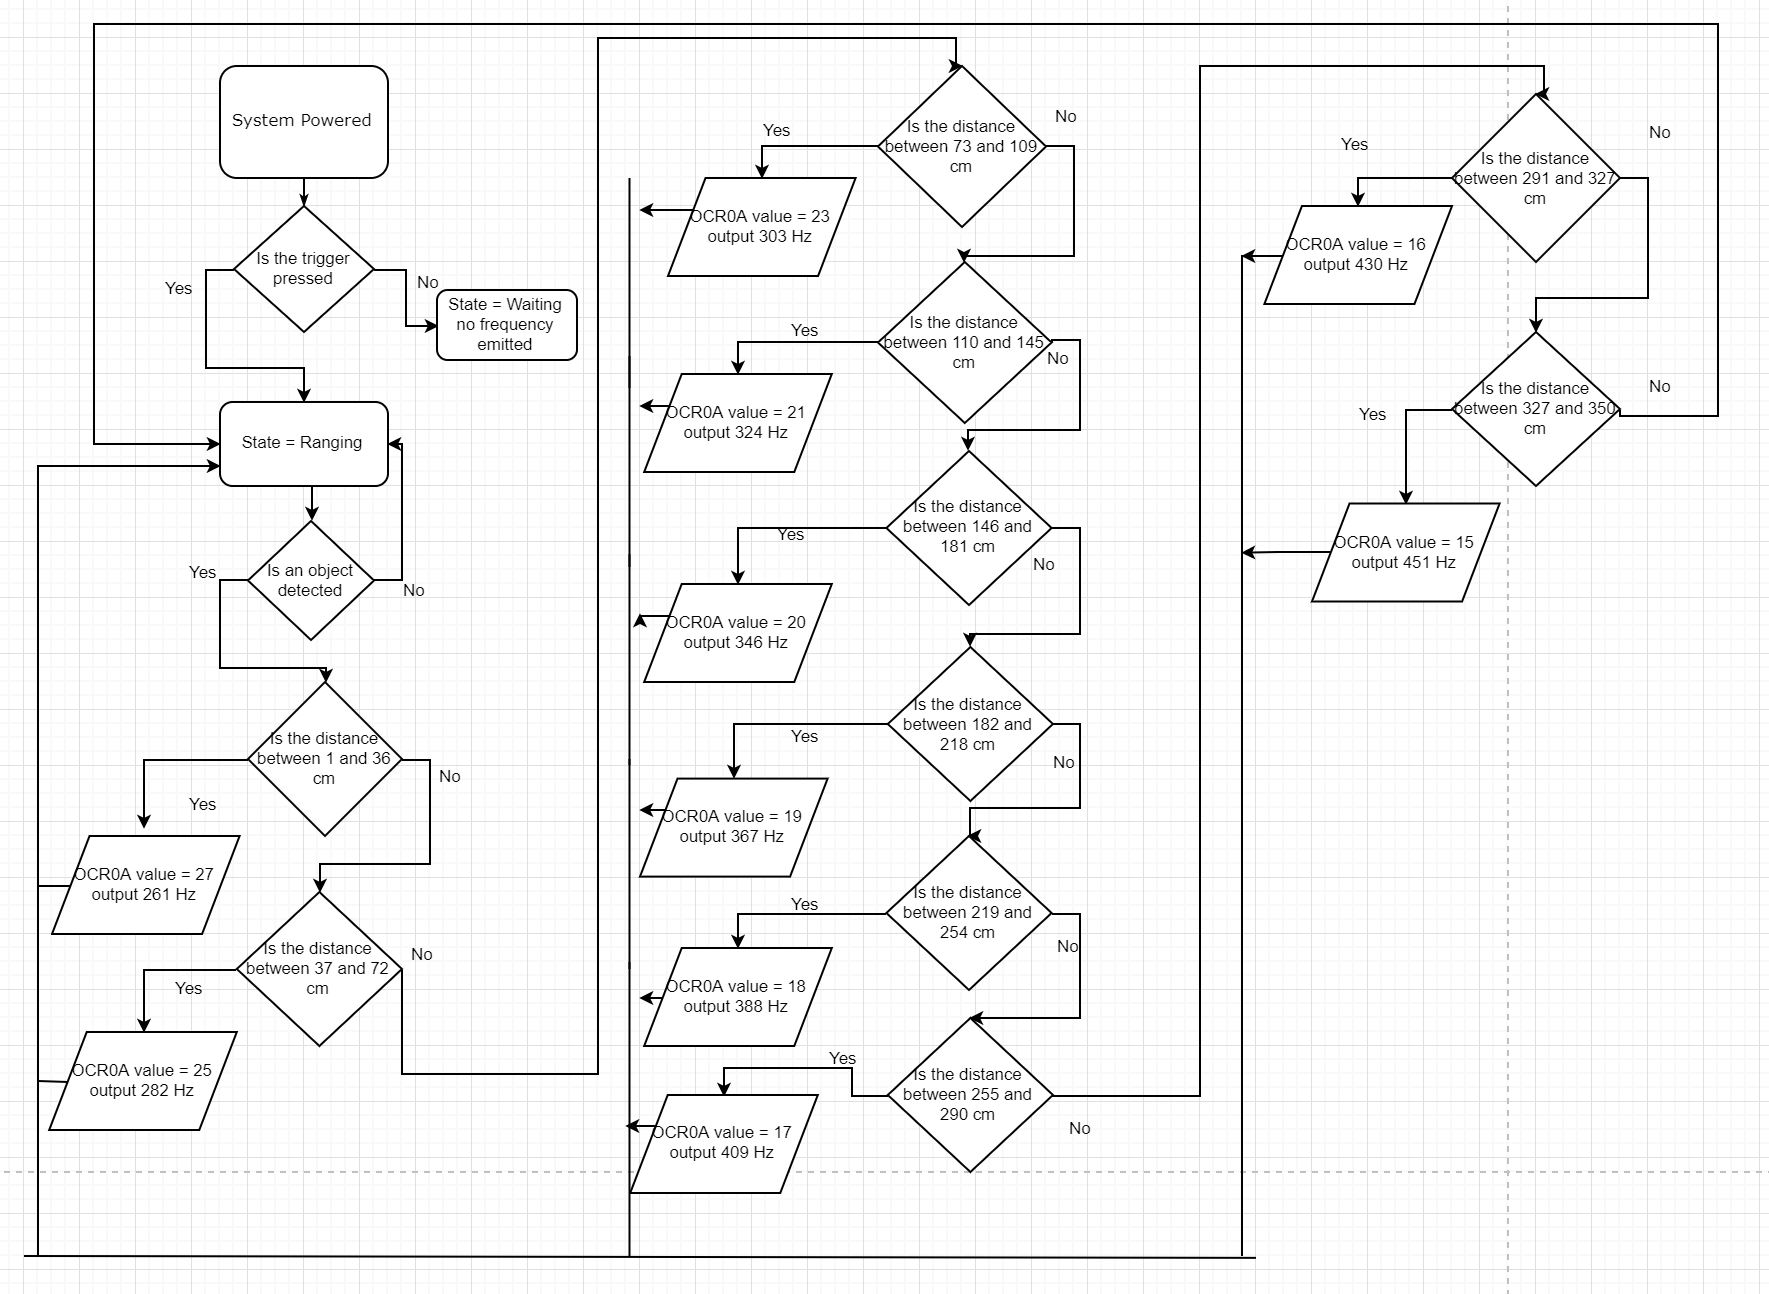 System Powered
Is the trigger
pressed
Yes
No
State = Waiting
no frequency
emitted
State = Ranging
Is an object
detected
Yes
No
Is the distance
between 1 and 36
cm
Yes
No
OCR0A value = 27
output 261 Hz
Is the distance
between 37 and 72
cm
Yes
No
OCR0A value = 25
output 282 Hz
Is the distance
between 73 and 109
cm
Yes
No
OCR0A value = 23
output 303 Hz
Is the distance
between 110 and 145
cm
Yes
No
OCR0A value = 21
output 324 Hz
Is the distance
between 146 and
181 cm
Yes
No
OCR0A value = 20
output 346 Hz
Is the distance
between 182 and
218 cm
Yes
No
OCR0A value = 19
output 367 Hz
Is the distance
between 219 and
254 cm
Yes
No
OCR0A value = 18
output 388 Hz
Is the distance
between 255 and
290 cm
Yes
No
OCR0A value = 17
output 409 Hz
Is the distance
between 291 and 327
cm
Yes
No
OCR0A value = 16
output 430 Hz
Is the distance
between 327 and 350
cm
Yes
No
OCR0A value = 15
output 451 Hz